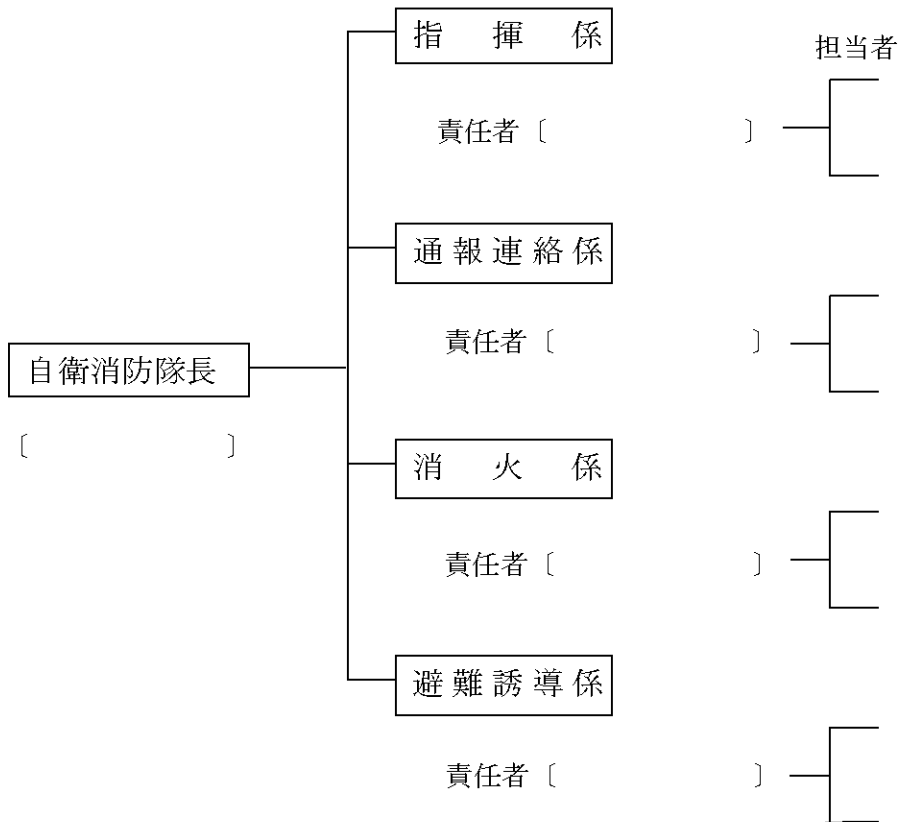 指揮係
担当者
責任者〔 〕
通報連絡係
責任者〔 〕
自衛消防隊長
〔 〕
消火係
責任者〔 〕
避難誘導係
責任者〔 〕